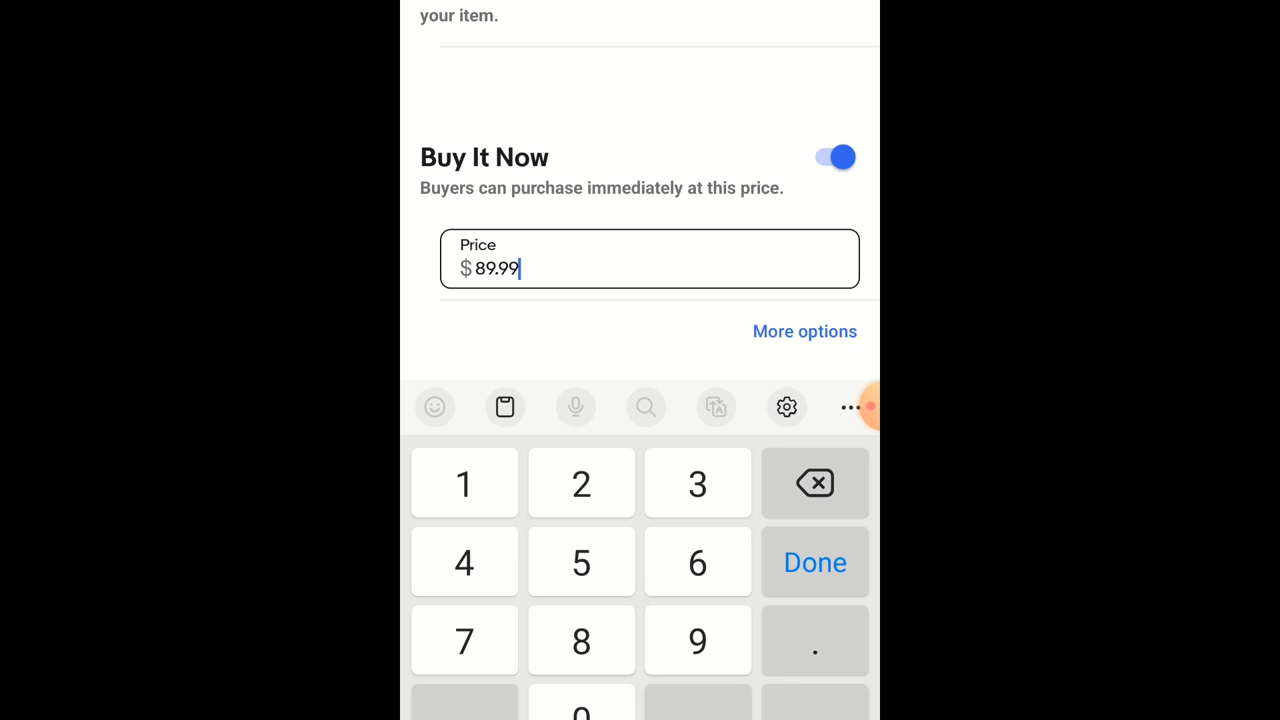 your item.
Buy It Now
Buyers can purchase immediately at this price.
Price
$ 89.99
More options
1 2 3
4 5 6 Done
7 8 9 .
0